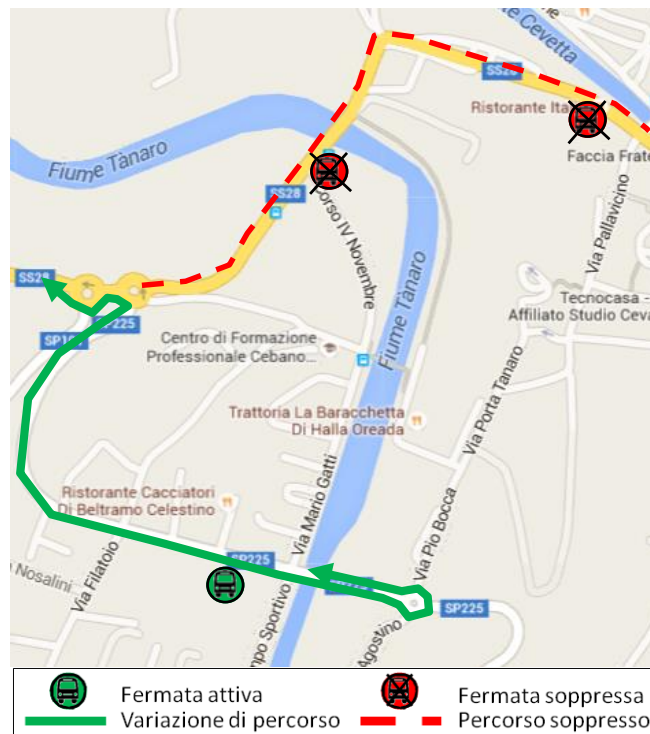 Cevetta
SS28
Ristorante Ita
Faccia Frate
Fiume Tànaro
SS28
Corso IV Novembre
Via Pallavicino
Fiume Tànaro
SS28
Tecnocasa -
Affiliato Studio Ceva
SP225
Centro di Formazione
Professionale Cebano...
Via Porta Tanaro
Trattoria La Baracchetta
Di Halla Oreada
Via Mario Gatti
Ristorante Cacciatori
Di Beltramo Celestino
Via Pio Bocca
SP225
Nosalini
Via Filatoio
SP225
mpo Sportivo
Agostino
Fermata attiva
Fermata soppressa
Variazione di percorso
Percorso soppresso